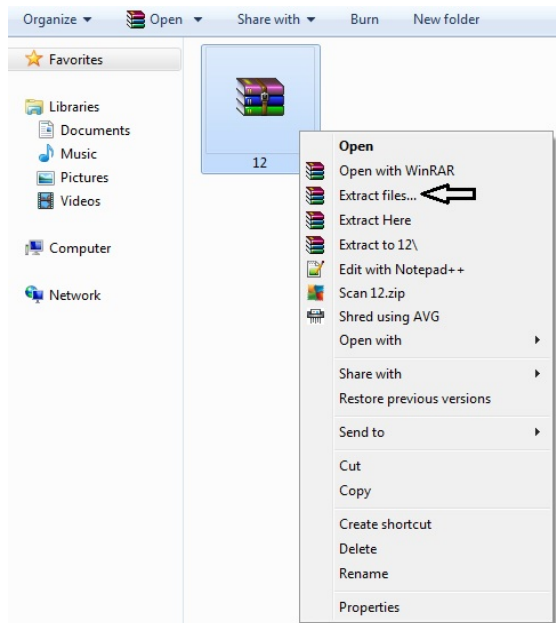 Organize Open Share with Burn New folder
Favorites
Libraries
Documents
Music
Pictures
Videos
Computer
Network
12
Open
Open with WinRAR
Extract files...
Extract Here
Extract to 12\
Edit with Notepad++
Scan 12.zip
Shred using AVG
Open with
Share with
Restore previous versions
Send to
Cut
Copy
Create shortcut
Delete
Rename
Properties